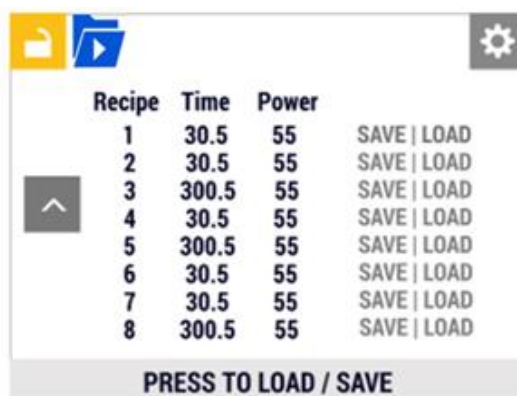 Recipe Time Power
1 30.5 55 SAVE | LOAD
2 30.5 55 SAVE | LOAD
3 300.5 55 SAVE | LOAD
4 30.5 55 SAVE | LOAD
5 300.5 55 SAVE | LOAD
6 30.5 55 SAVE | LOAD
7 30.5 55 SAVE | LOAD
8 300.5 55 SAVE | LOAD
PRESS TO LOAD / SAVE